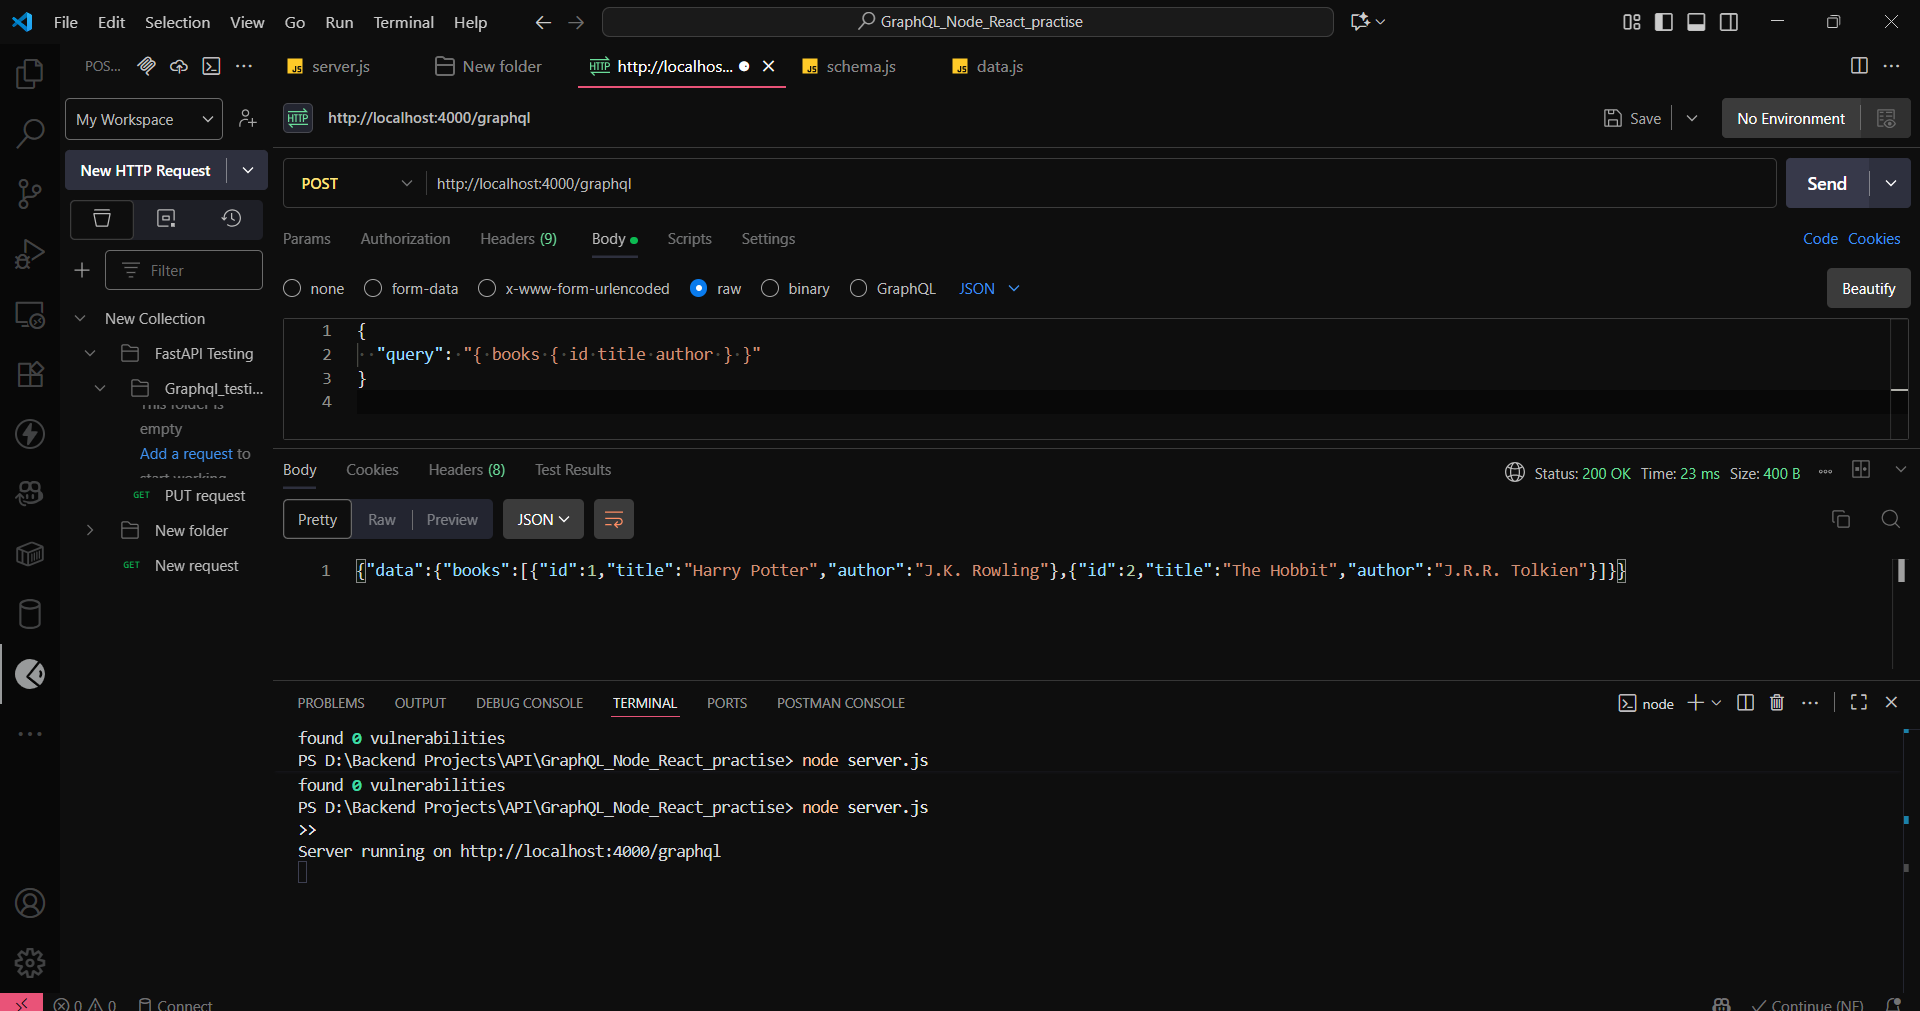 File Edit Selection View Go Run Terminal Help
GraphQL_Node_React_practise
POS...
server.js
New folder
http://localhos...
schema.js
data.js
My Workspace
http://localhost:4000/graphql
Save
No Environment
New HTTP Request
POST
http://localhost:4000/graphql
Send
Params
Authorization
Headers (9)
Body
Scripts
Settings
Code
Cookies
Filter
none
form-data
x-www-form-urlencoded
raw
binary
GraphQL
JSON
Beautify
New Collection
FastAPI Testing
Graphql_testi...
This folder is
empty
Add a request to
start working
GET PUT request
New folder
GET New request
1 {
2 "query": "{ books { id title author } }"
3 }
4
Body
Cookies
Headers (8)
Test Results
Status: 200 OK Time: 23 ms Size: 400 B
Pretty
Raw
Preview
JSON
1 {"data":{"books":[{"id":1,"title":"Harry Potter","author":"J.K. Rowling"},{"id":2,"title":"The Hobbit","author":"J.R.R. Tolkien"}]}}
PROBLEMS
OUTPUT
DEBUG CONSOLE
TERMINAL
PORTS
POSTMAN CONSOLE
node
found 0 vulnerabilities
PS D:\Backend Projects\API\GraphQL_Node_React_practise> node server.js
found 0 vulnerabilities
PS D:\Backend Projects\API\GraphQL_Node_React_practise> node server.js
>>
Server running on http://localhost:4000/graphql
0 0 Connect
Continue (NE)